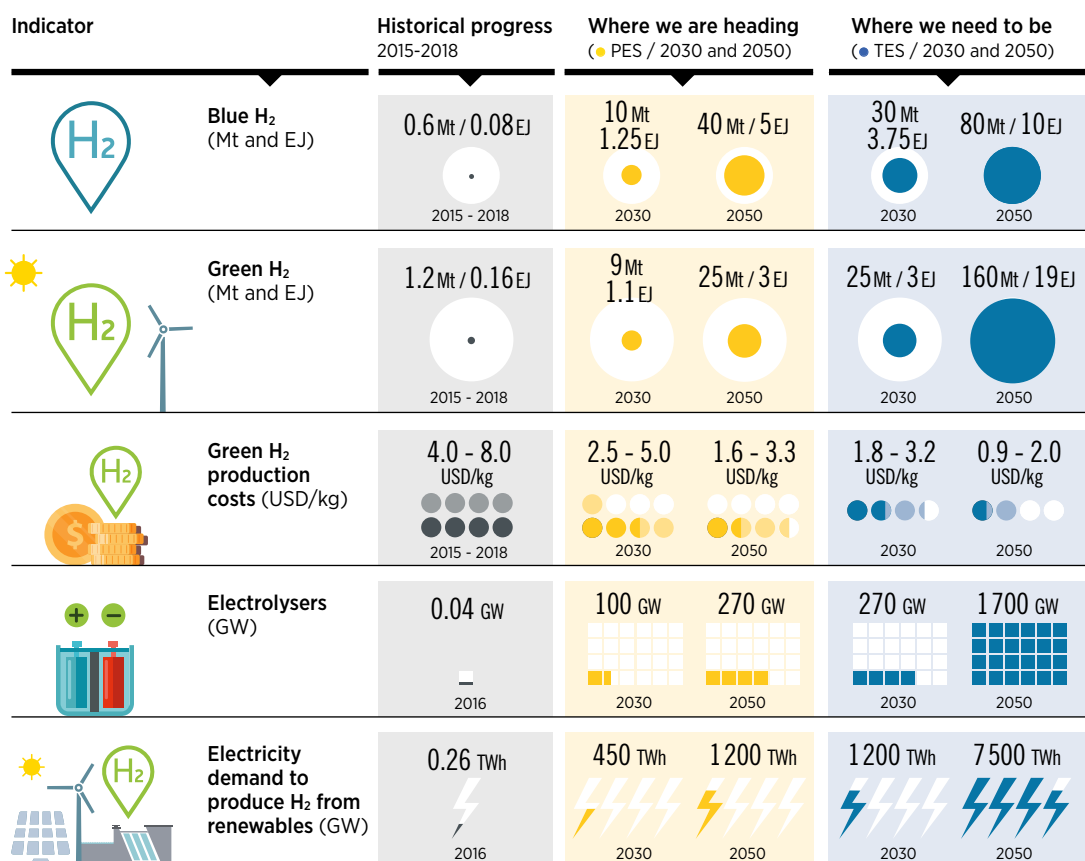 Indicator
Historical progress
2015-2018
Where we are heading
(● PES / 2030 and 2050)
Where we need to be
(● TES / 2030 and 2050)
H₂
Blue H₂
(Mt and EJ)
0.6 Mt / 0.08 EJ
2015 - 2018
10 Mt
1.25 EJ
2030
40 Mt / 5 EJ
2050
30 Mt
3.75 EJ
2030
80 Mt / 10 EJ
2050
H₂
Green H₂
(Mt and EJ)
1.2 Mt / 0.16 EJ
2015 - 2018
9 Mt
1.1 EJ
2030
25 Mt / 3 EJ
2050
25 Mt / 3 EJ
2030
160 Mt / 19 EJ
2050
H₂
$
Green H₂
production
costs (USD/kg)
4.0 - 8.0
USD/kg
2015 - 2018
2.5 - 5.0
USD/kg
2030
1.6 - 3.3
USD/kg
2050
1.8 - 3.2
USD/kg
2030
0.9 - 2.0
USD/kg
2050
+ −
Electrolysers
(GW)
0.04 GW
2016
100 GW
2030
270 GW
2050
270 GW
2030
1700 GW
2050
H₂
Electricity
demand to
produce H₂ from
renewables (GW)
0.26 TWh
2016
450 TWh
2030
1200 TWh
2050
1200 TWh
2030
7500 TWh
2050